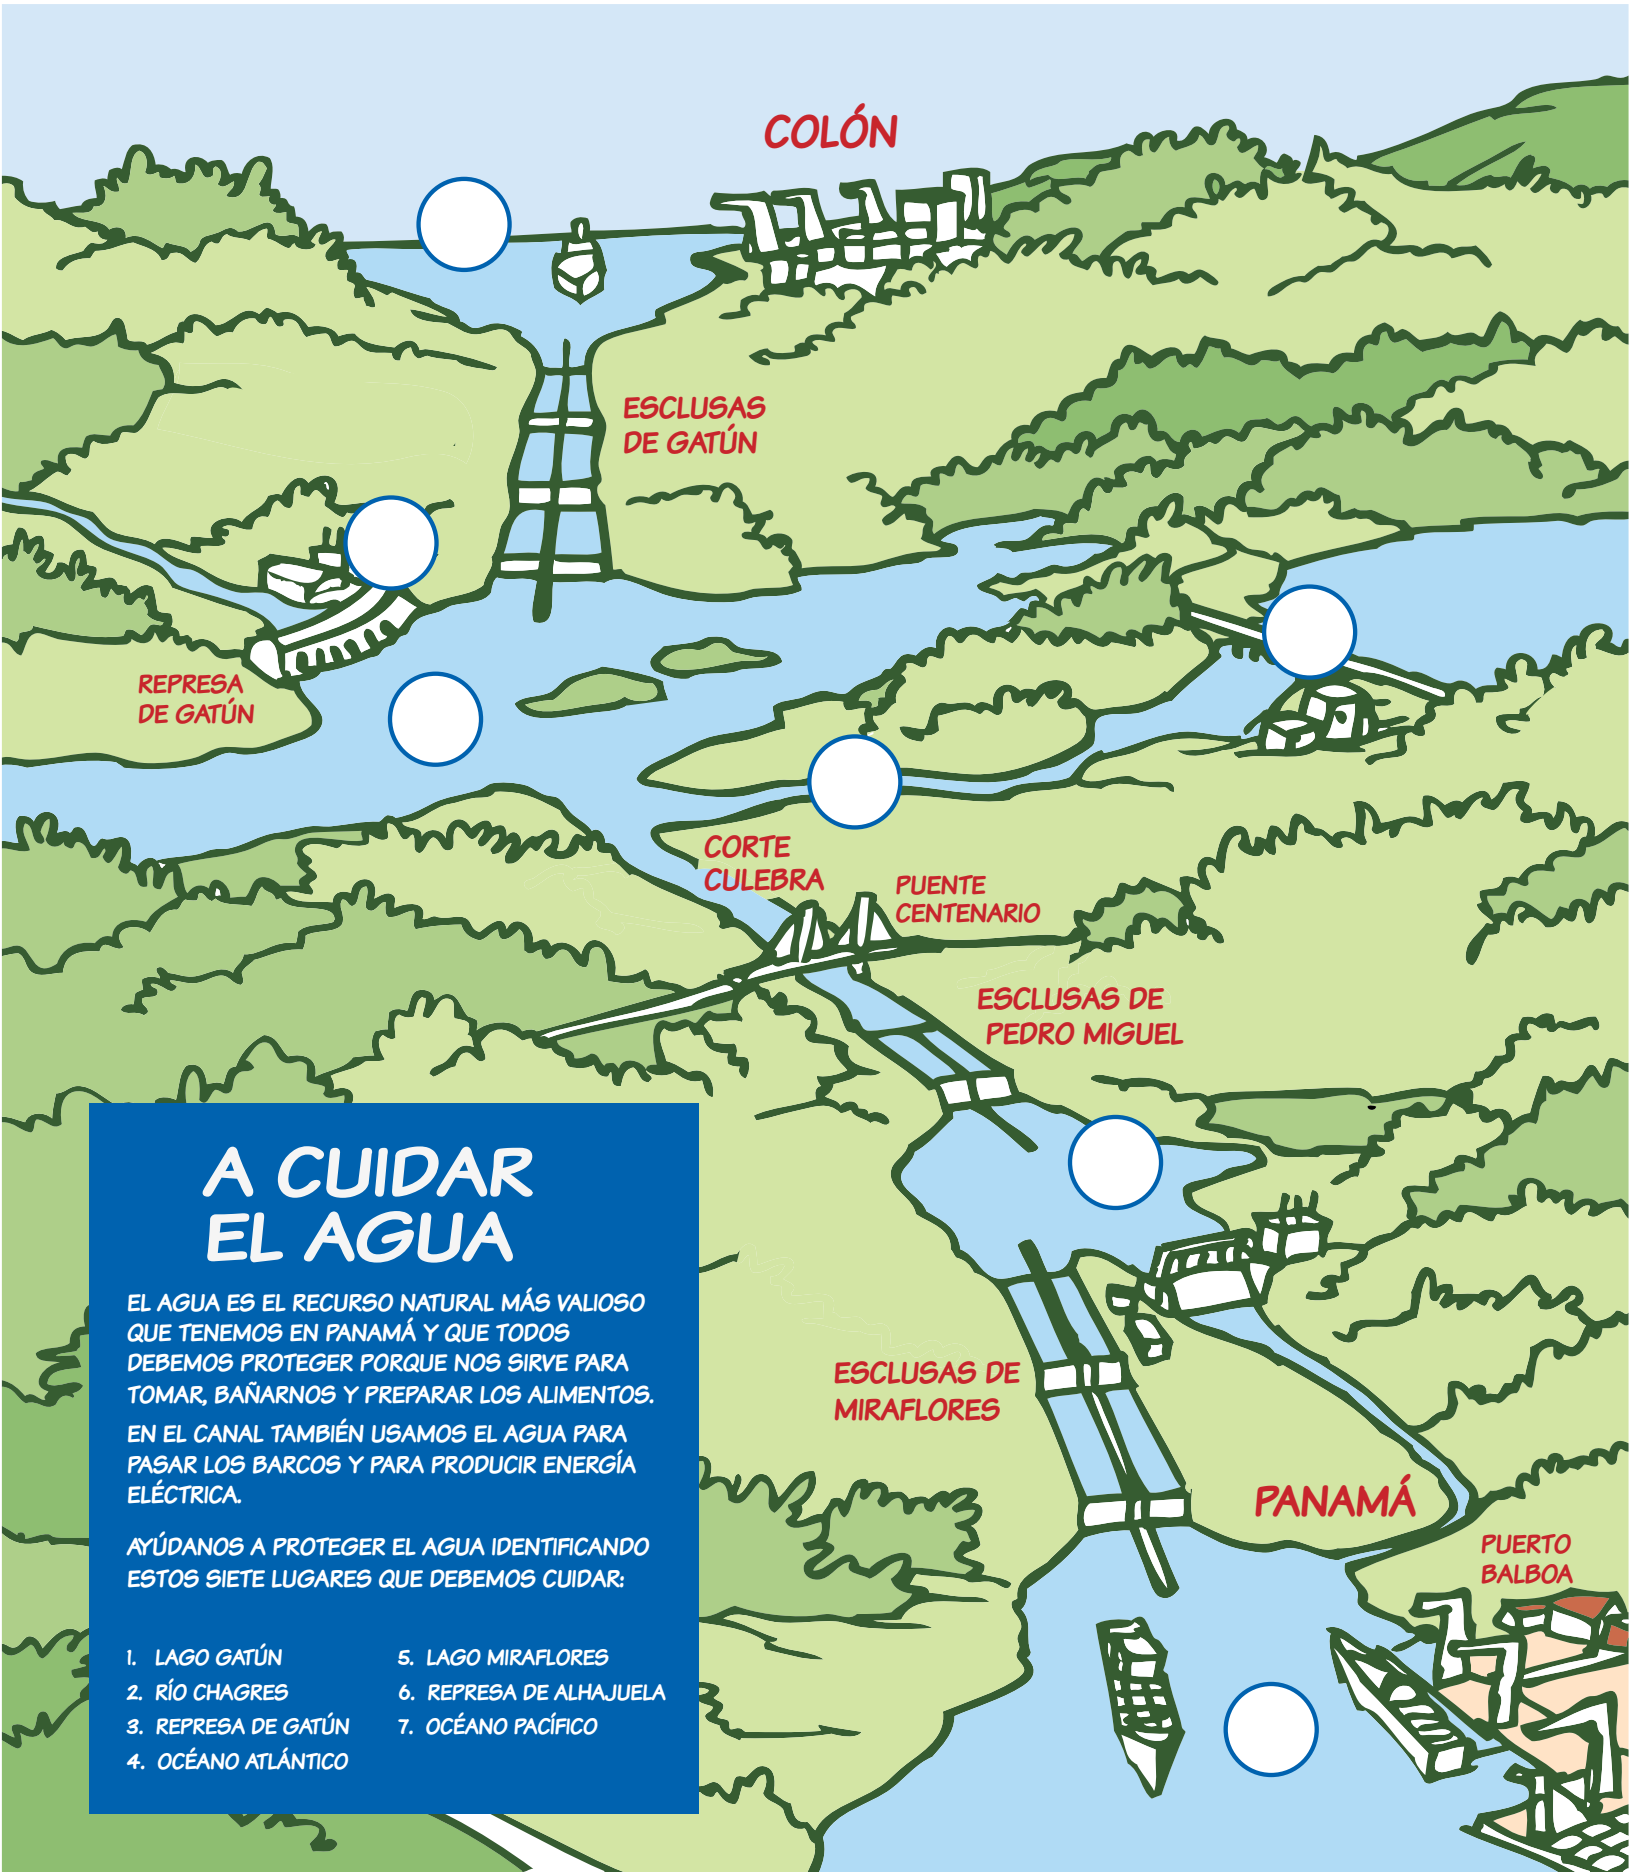 COLÓN
ESCLUSAS
DE GATÚN
REPRESA
DE GATÚN
CORTE
CULEBRA
PUENTE
CENTENARIO
ESCLUSAS DE
PEDRO MIGUEL
ESCLUSAS DE
MIRAFLORES
PANAMÁ
PUERTO
BALBOA
A CUIDAR
EL AGUA
EL AGUA ES EL RECURSO NATURAL MÁS VALIOSO
QUE TENEMOS EN PANAMÁ Y QUE TODOS
DEBEMOS PROTEGER PORQUE NOS SIRVE PARA
TOMAR, BAÑARNOS Y PREPARAR LOS ALIMENTOS.
EN EL CANAL TAMBIÉN USAMOS EL AGUA PARA
PASAR LOS BARCOS Y PARA PRODUCIR ENERGÍA
ELÉCTRICA.
AYÚDANOS A PROTEGER EL AGUA IDENTIFICANDO
ESTOS SIETE LUGARES QUE DEBEMOS CUIDAR:
1. LAGO GATÚN
2. RÍO CHAGRES
3. REPRESA DE GATÚN
4. OCÉANO ATLÁNTICO
5. LAGO MIRAFLORES
6. REPRESA DE ALHAJUELA
7. OCÉANO PACÍFICO